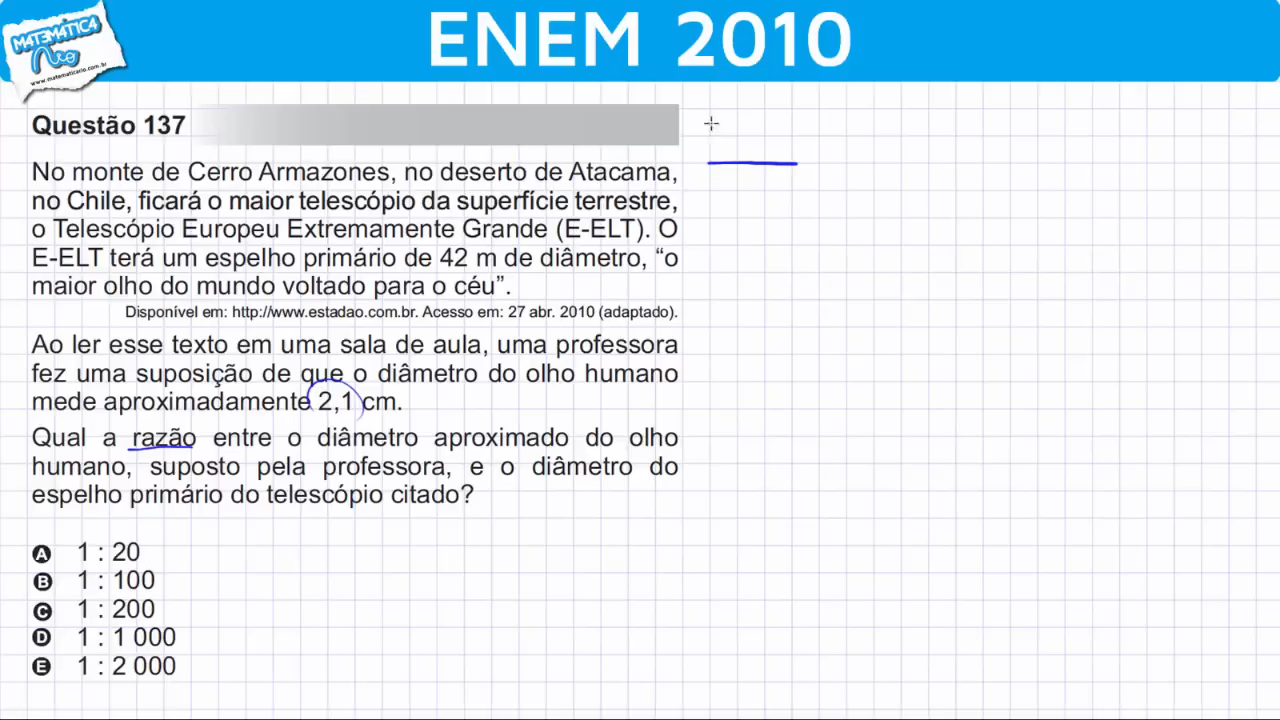 ENEM 2010
MATEMÁTICA
Rio
www.matematicario.com.br
Questão 137
No monte de Cerro Armazones, no deserto de Atacama,
no Chile, ficará o maior telescópio da superfície terrestre,
o Telescópio Europeu Extremamente Grande (E-ELT). O
E-ELT terá um espelho primário de 42 m de diâmetro, “o
maior olho do mundo voltado para o céu”.
Disponível em: http://www.estadao.com.br. Acesso em: 27 abr. 2010 (adaptado).
Ao ler esse texto em uma sala de aula, uma professora
fez uma suposição de que o diâmetro do olho humano
mede aproximadamente 2,1 cm.
Qual a razão entre o diâmetro aproximado do olho
humano, suposto pela professora, e o diâmetro do
espelho primário do telescópio citado?
A 1 : 20
B 1 : 100
C 1 : 200
D 1 : 1 000
E 1 : 2 000